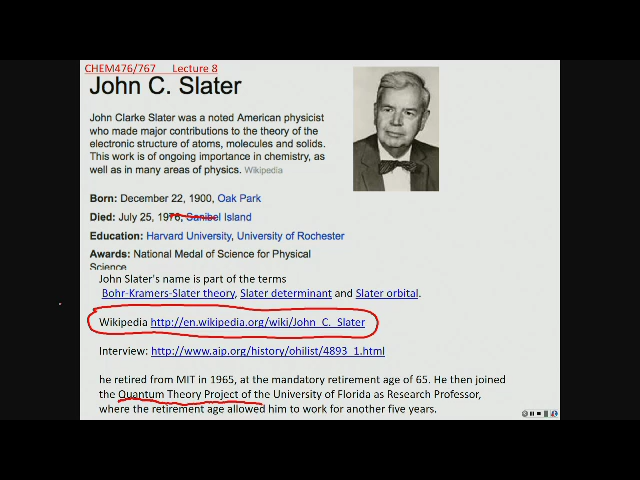 CHEM476/767 Lecture 8
John C. Slater
John Clarke Slater was a noted American physicist
who made major contributions to the theory of the
electronic structure of atoms, molecules and solids.
This work is of ongoing importance in chemistry, as
well as in many areas of physics. Wikipedia
Born: December 22, 1900, Oak Park
Died: July 25, 1976, Sanibel Island
Education: Harvard University, University of Rochester
Awards: National Medal of Science for Physical
Science
John Slater's name is part of the terms
Bohr-Kramers-Slater theory, Slater determinant and Slater orbital.
Wikipedia http://en.wikipedia.org/wiki/John_C._Slater
Interview: http://www.aip.org/history/ohilist/4893_1.html
he retired from MIT in 1965, at the mandatory retirement age of 65. He then joined
the Quantum Theory Project of the University of Florida as Research Professor,
where the retirement age allowed him to work for another five years.